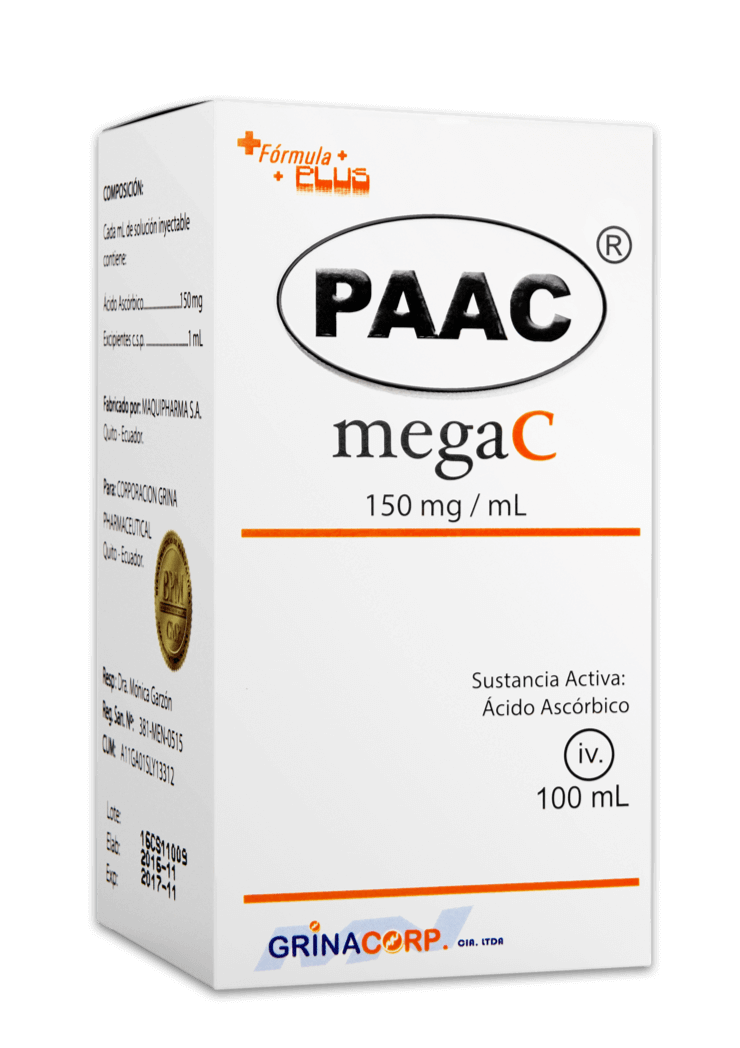 Fórmula
PLUS
PAAC®
megaC
150 mg / mL
Sustancia Activa:
Ácido Ascórbico
iv.
100 mL
GRINACORP. CIA. LTDA
COMPOSICIÓN:
Cada mL de solución inyectable
contiene:
Ácido Ascórbico..............150 mg
Excipientes c.s.p. ................1 mL
Fabricado por: MAQUIPHARMA S.A.
Quito - Ecuador.
Para: CORPORACION GRINA
PHARMACEUTICAL
Quito - Ecuador.
BPM
Resp: Dra. Mónica Garzón
Reg. San. Nº: 381-MEN-0515
CUM: A11GA01SLY13312
Lote: 16CS11009
Elab: 2016-11
Exp: 2017-11